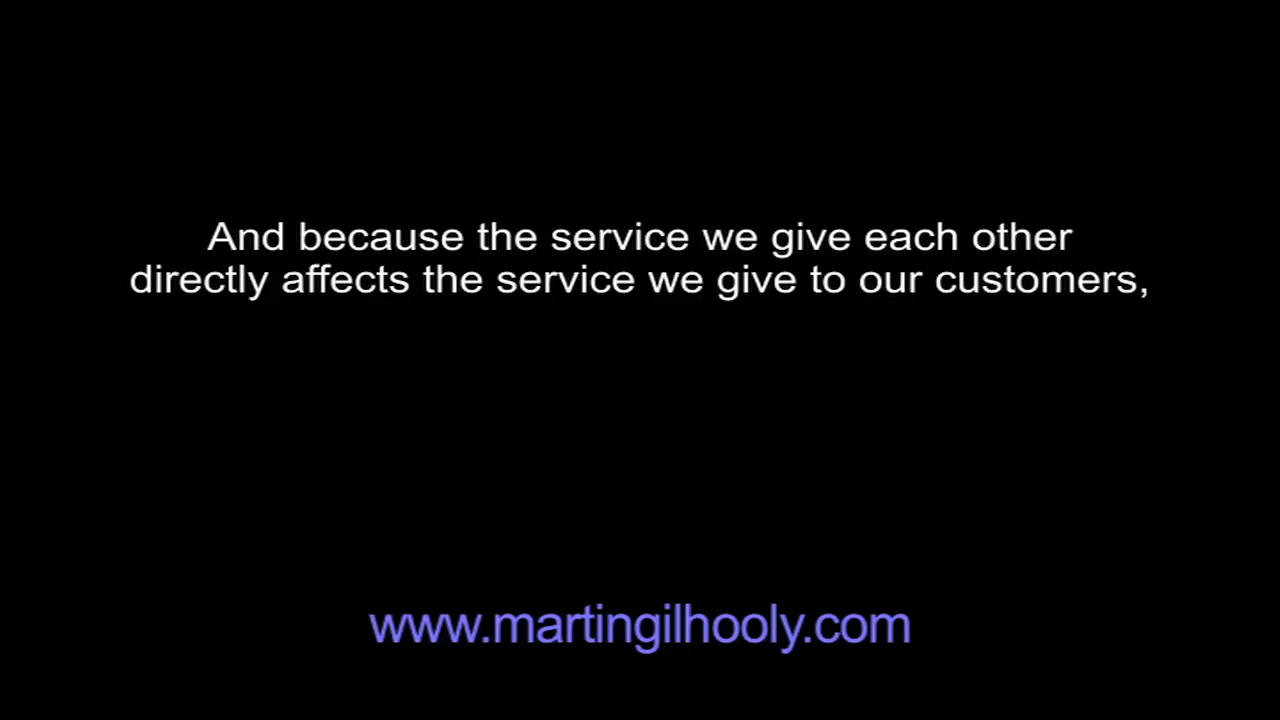 And because the service we give each other
directly affects the service we give to our customers,
www.martingilhooly.com